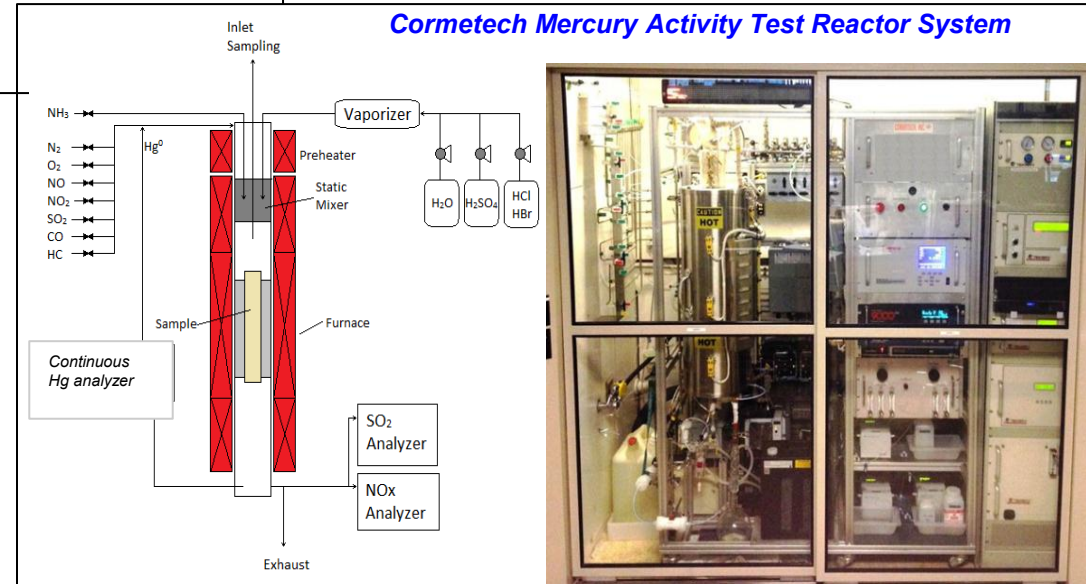 Cormetech Mercury Activity Test Reactor System
Inlet
Sampling
NH₃
Vaporizer
Hg⁰
N₂
O₂
NO
NO₂
SO₂
CO
HC
Preheater
Static
Mixer
H₂O
H₂SO₄
HCl
HBr
Sample
Furnace
Continuous
Hg analyzer
SO₂
Analyzer
NOx
Analyzer
Exhaust
CAUTION
HOT
HOT